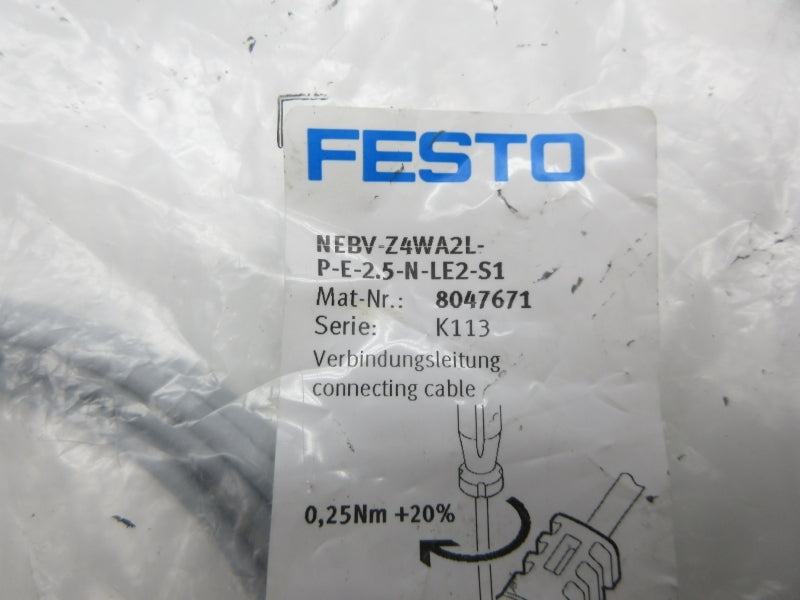 FESTO
NEBV-Z4WA2L-
P-E-2.5-N-LE2-S1
Mat-Nr.: 8047671
Serie: K113
Verbindungsleitung
connecting cable
0,25Nm +20%